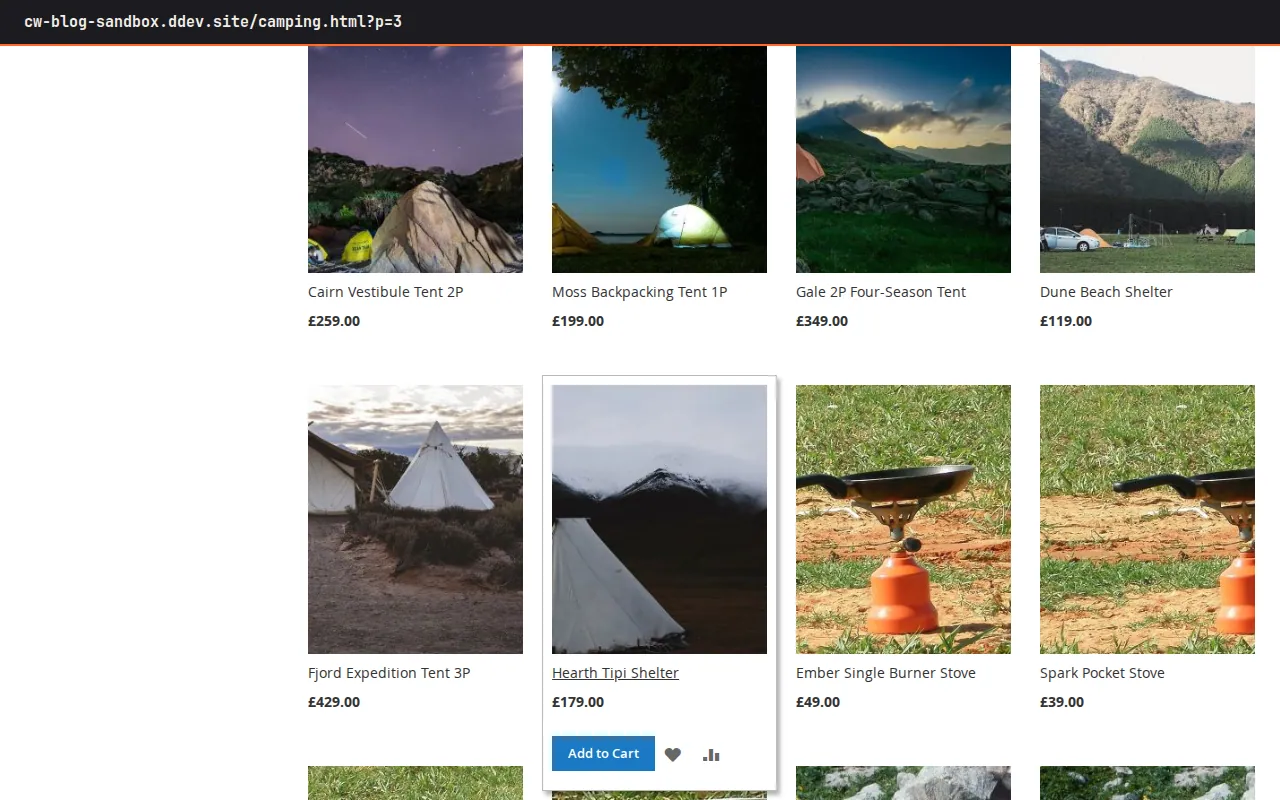 cw-blog-sandbox.ddev.site/camping.html?p=3
Cairn Vestibule Tent 2P
£259.00
Moss Backpacking Tent 1P
£199.00
Gale 2P Four-Season Tent
£349.00
Dune Beach Shelter
£119.00
Fjord Expedition Tent 3P
£429.00
Hearth Tipi Shelter
£179.00
Add to Cart
Ember Single Burner Stove
£49.00
Spark Pocket Stove
£39.00